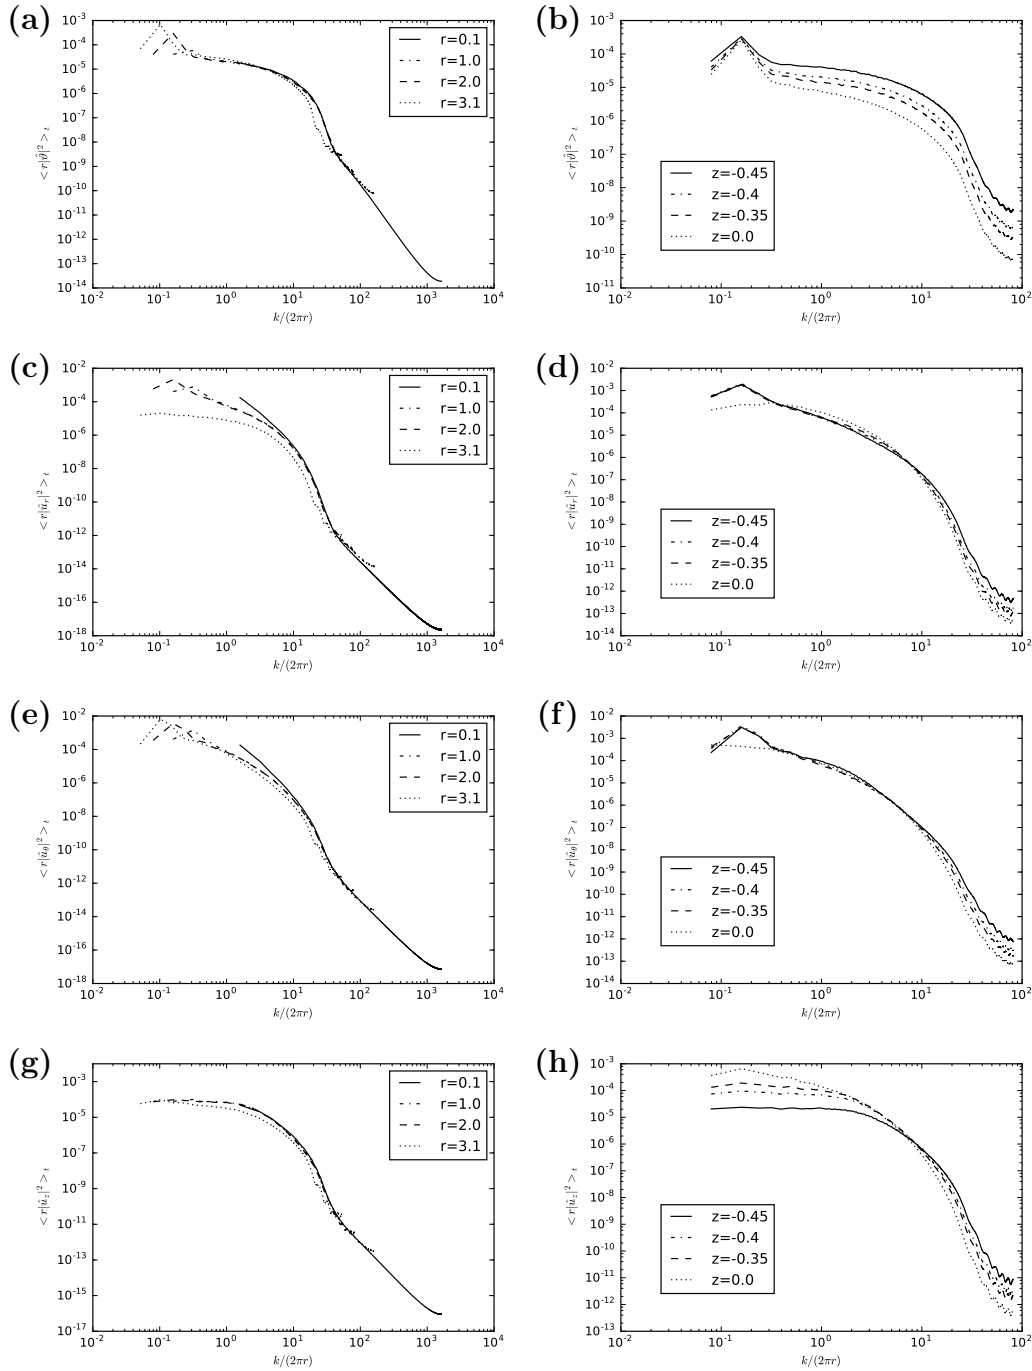 (a)
10^{-3}
10^{-4}
10^{-5}
10^{-6}
10^{-7}
10^{-8}
10^{-9}
10^{-10}
10^{-11}
10^{-12}
10^{-13}
10^{-14}
< r|ϑ̂|² >_t
r=0.1
r=1.0
r=2.0
r=3.1
10^{-2} 10^{-1} 10^{0} 10^{1} 10^{2} 10^{3} 10^{4}
k/(2πr)
(b)
10^{-3}
10^{-4}
10^{-5}
10^{-6}
10^{-7}
10^{-8}
10^{-9}
10^{-10}
10^{-11}
< r|ϑ̂|² >_t
z=-0.45
z=-0.4
z=-0.35
z=0.0
10^{-2} 10^{-1} 10^{0} 10^{1} 10^{2}
k/(2πr)
(c)
10^{-2}
10^{-4}
10^{-6}
10^{-8}
10^{-10}
10^{-12}
10^{-14}
10^{-16}
10^{-18}
< r|û_r|² >_t
r=0.1
r=1.0
r=2.0
r=3.1
10^{-2} 10^{-1} 10^{0} 10^{1} 10^{2} 10^{3} 10^{4}
k/(2πr)
(d)
10^{-2}
10^{-3}
10^{-4}
10^{-5}
10^{-6}
10^{-7}
10^{-8}
10^{-9}
10^{-10}
10^{-11}
10^{-12}
10^{-13}
10^{-14}
< r|û_r|² >_t
z=-0.45
z=-0.4
z=-0.35
z=0.0
10^{-2} 10^{-1} 10^{0} 10^{1} 10^{2}
k/(2πr)
(e)
10^{-2}
10^{-4}
10^{-6}
10^{-8}
10^{-10}
10^{-12}
10^{-14}
10^{-16}
10^{-18}
< r|û_θ|² >_t
r=0.1
r=1.0
r=2.0
r=3.1
10^{-2} 10^{-1} 10^{0} 10^{1} 10^{2} 10^{3} 10^{4}
k/(2πr)
(f)
10^{-2}
10^{-3}
10^{-4}
10^{-5}
10^{-6}
10^{-7}
10^{-8}
10^{-9}
10^{-10}
10^{-11}
10^{-12}
10^{-13}
10^{-14}
< r|û_θ|² >_t
z=-0.45
z=-0.4
z=-0.35
z=0.0
10^{-2} 10^{-1} 10^{0} 10^{1} 10^{2}
k/(2πr)
(g)
10^{-3}
10^{-5}
10^{-7}
10^{-9}
10^{-11}
10^{-13}
10^{-15}
10^{-17}
< r|û_z|² >_t
r=0.1
r=1.0
r=2.0
r=3.1
10^{-2} 10^{-1} 10^{0} 10^{1} 10^{2} 10^{3} 10^{4}
k/(2πr)
(h)
10^{-3}
10^{-4}
10^{-5}
10^{-6}
10^{-7}
10^{-8}
10^{-9}
10^{-10}
10^{-11}
10^{-12}
10^{-13}
< r|û_z|² >_t
z=-0.45
z=-0.4
z=-0.35
z=0.0
10^{-2} 10^{-1} 10^{0} 10^{1} 10^{2}
k/(2πr)